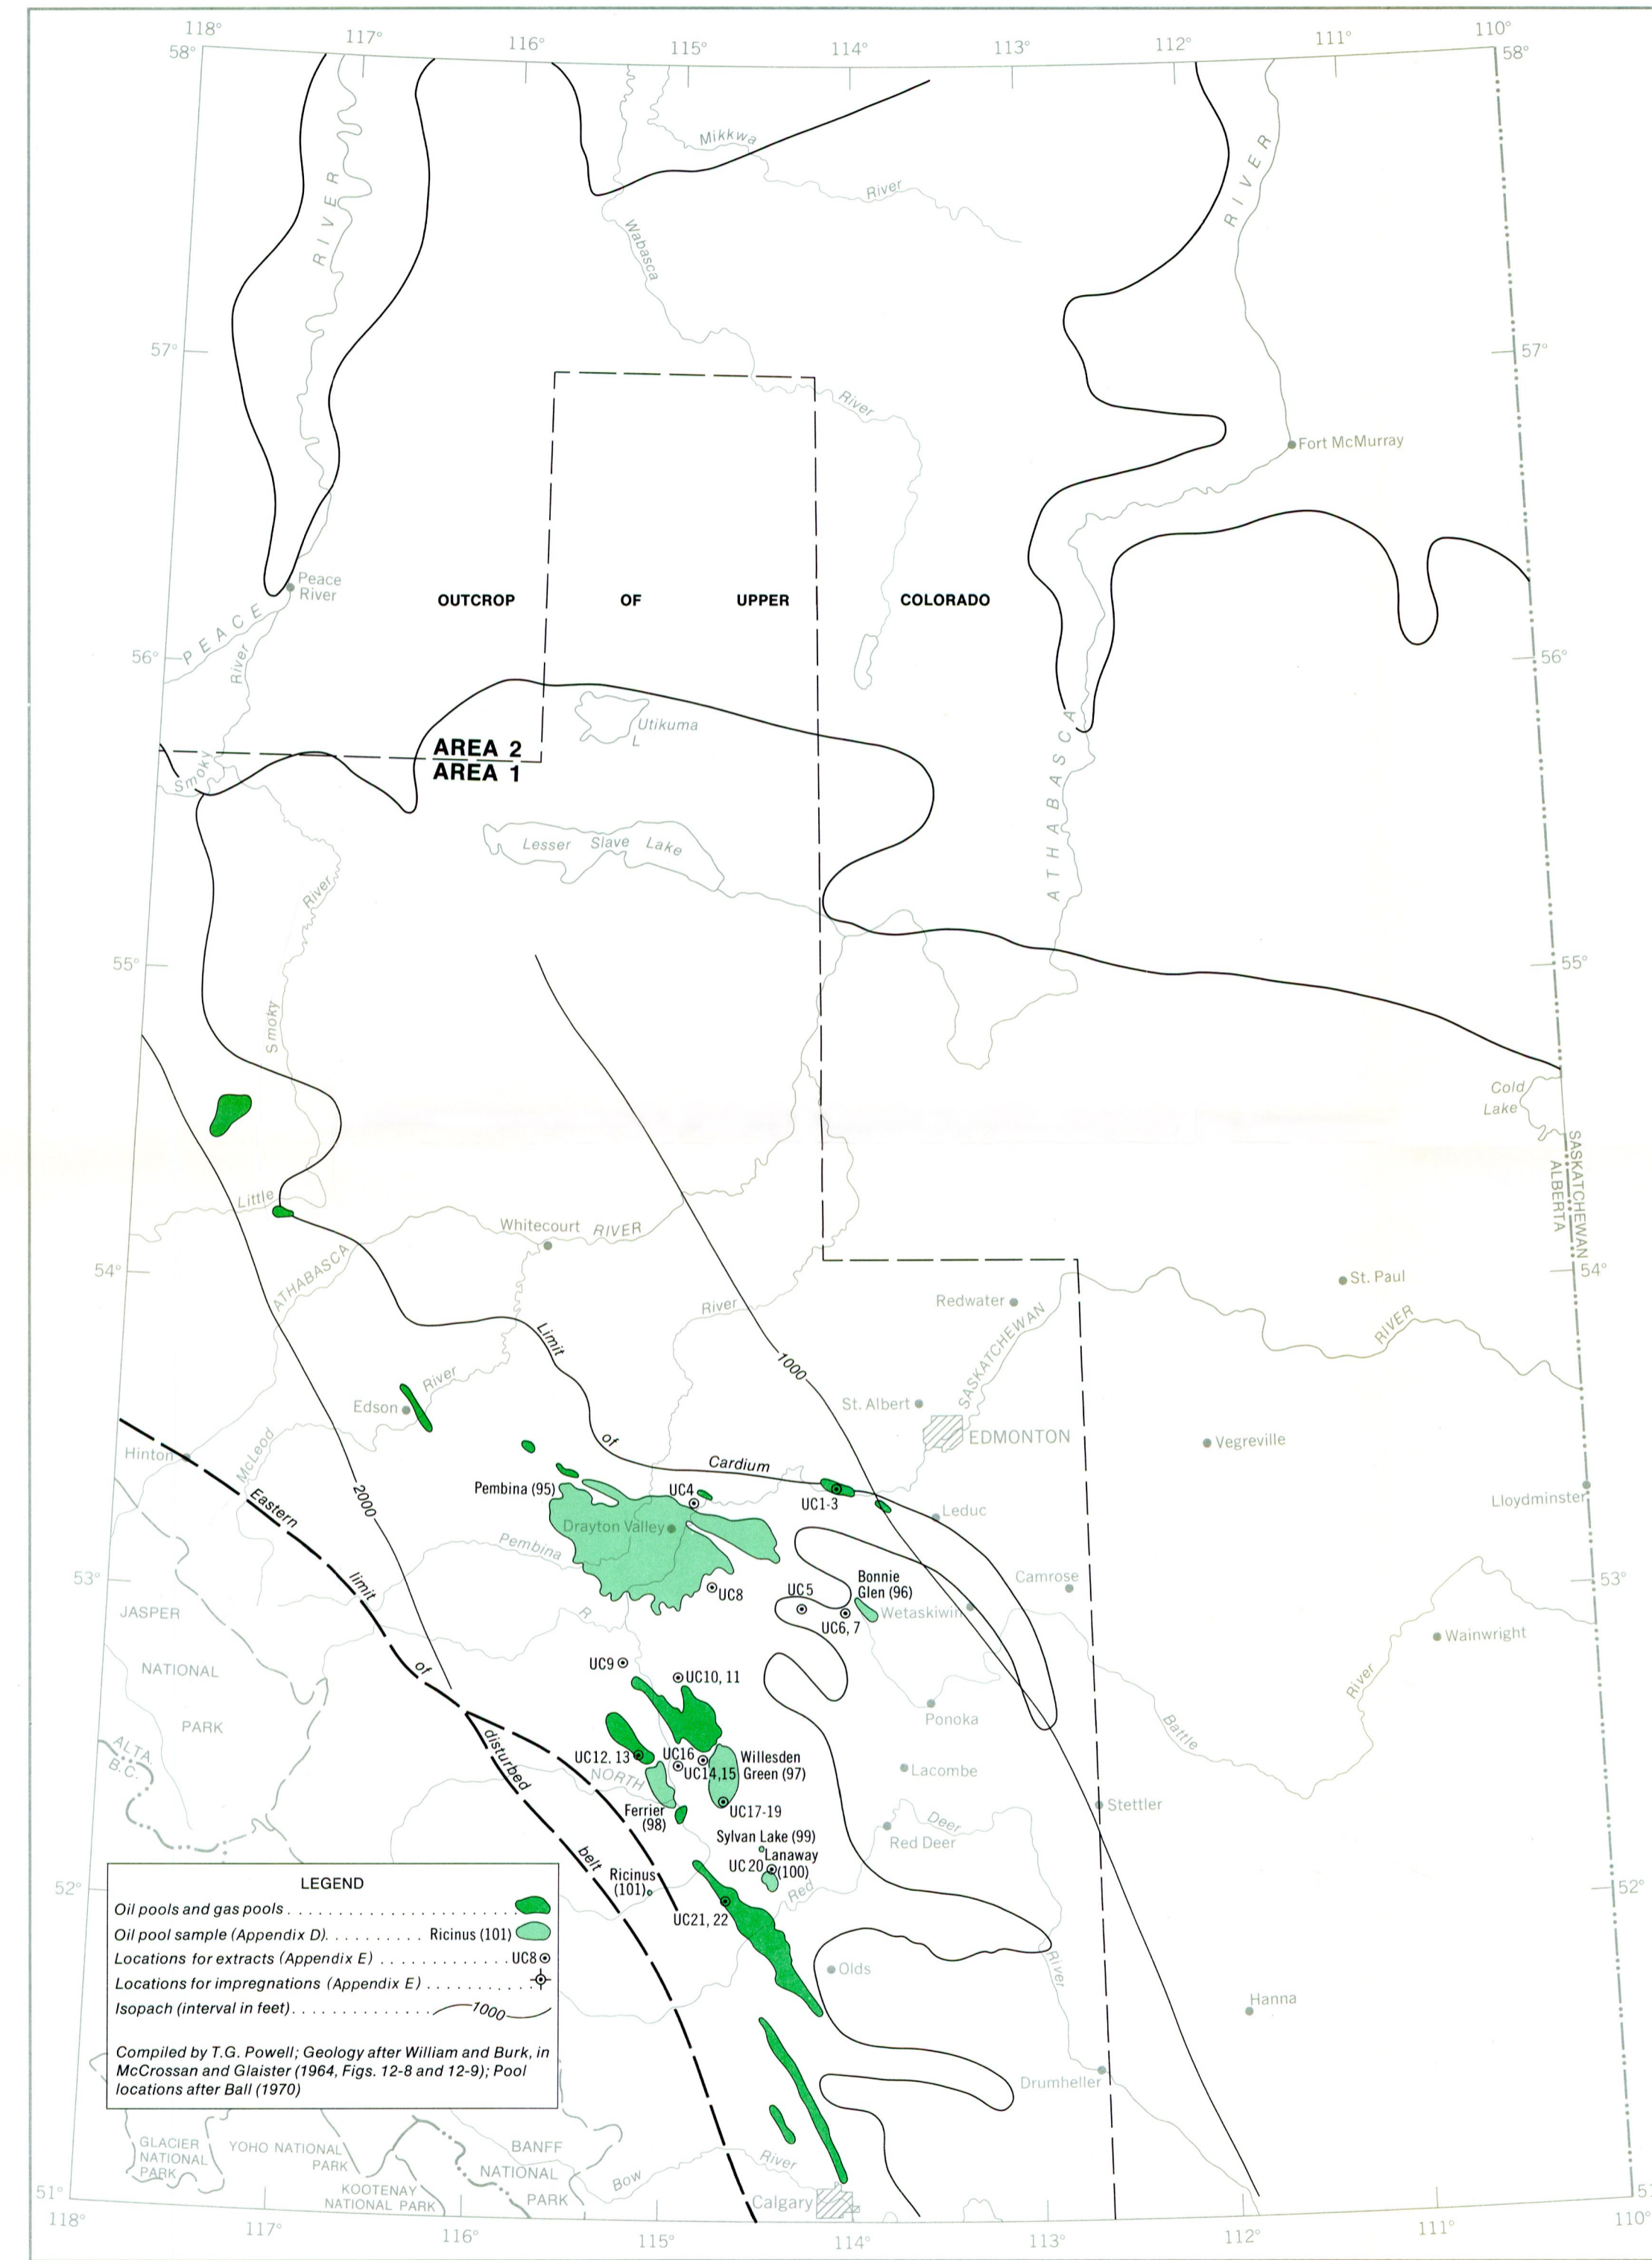 118°
117°
116°
115°
114°
113°
112°
111°
110°
58°
58°
Mikkwa
River
RIVER
RIVER
Wabasca
57°
57°
River
Fort McMurray
Peace
River
OUTCROP OF UPPER COLORADO
PEACE
River
56°
56°
Utikuma
L
ATHABASCA
AREA 2
AREA 1
Smoky
Lesser Slave Lake
River
55°
55°
Smoky
Cold
Lake
SASKATCHEWAN
ALBERTA
Little
Whitecourt
RIVER
ATHABASCA
54°
54°
St. Paul
Redwater
River
SASKATCHEWAN
RIVER
Limit
1000
River
Edson
St. Albert
EDMONTON
Vegreville
Hinton
McLeod
of
Cardium
Pembina (95)
UC4
UC1-3
Lloydminster
Eastern
2000
Leduc
Drayton Valley
Pembina
53°
53°
limit
Bonnie
Glen (96)
Camrose
UC8
UC5
JASPER
R
UC6, 7
Wetaskiwin
Wainwright
UC9
UC10, 11
of
NATIONAL
River
PARK
Ponoka
Battle
disturbed
ALTA.
B.C.
UC12, 13
UC16
Willesden
Green (97)
UC14,15
NORTH
Lacombe
Ferrier
(98)
UC17-19
Stettler
Deer
Red Deer
Sylvan Lake (99)
Lanaway
(100)
UC20
belt
Ricinus
(101)
Red
52°
52°
UC21, 22
LEGEND
Oil pools and gas pools
Oil pool sample (Appendix D). Ricinus (101)
Locations for extracts (Appendix E) UC8
Locations for impregnations (Appendix E)
Isopach (interval in feet) 1000
Compiled by T.G. Powell; Geology after William and Burk, in
McCrossan and Glaister (1964, Figs. 12-8 and 12-9); Pool
locations after Ball (1970)
Olds
River
Hanna
Drumheller
GLACIER
NATIONAL
PARK
YOHO NATIONAL
PARK
BANFF
NATIONAL
PARK
KOOTENAY
NATIONAL PARK
Bow
River
Calgary
51°
118°
117°
116°
115°
114°
113°
112°
111°